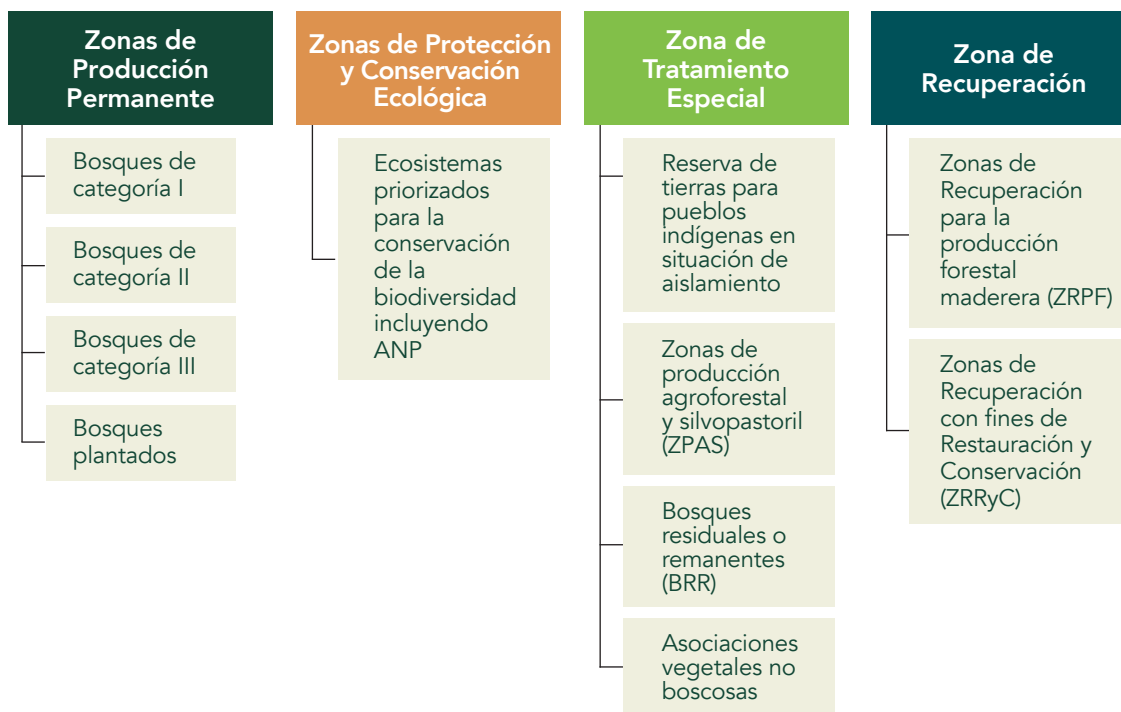 Zonas de
Producción
Permanente
Bosques de
categoría I
Bosques de
categoría II
Bosques de
categoría III
Bosques
plantados
Zonas de Protección
y Conservación
Ecológica
Ecosistemas
priorizados
para la
conservación
de la
biodiversidad
incluyendo
ANP
Zona de
Tratamiento
Especial
Reserva de
tierras para
pueblos
indígenas en
situación de
aislamiento
Zonas de
producción
agroforestal
y silvopastoril
(ZPAS)
Bosques
residuales o
remanentes
(BRR)
Asociaciones
vegetales no
boscosas
Zona de
Recuperación
Zonas de
Recuperación
para la
producción
forestal
maderera (ZRPF)
Zonas de
Recuperación
con fines de
Restauración y
Conservación
(ZRRyC)